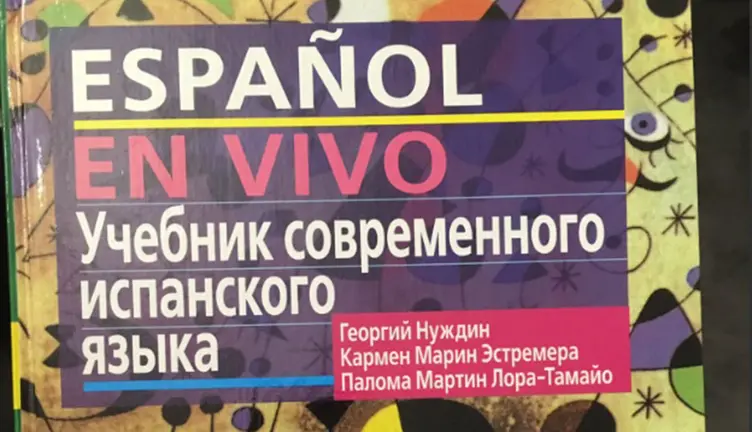 ESPAÑOL
EN VIVO
Учебник современного
испанского
языка
Георгий Нуждин
Кармен Марин Эстремера
Палома Мартин Лора-Тамайо